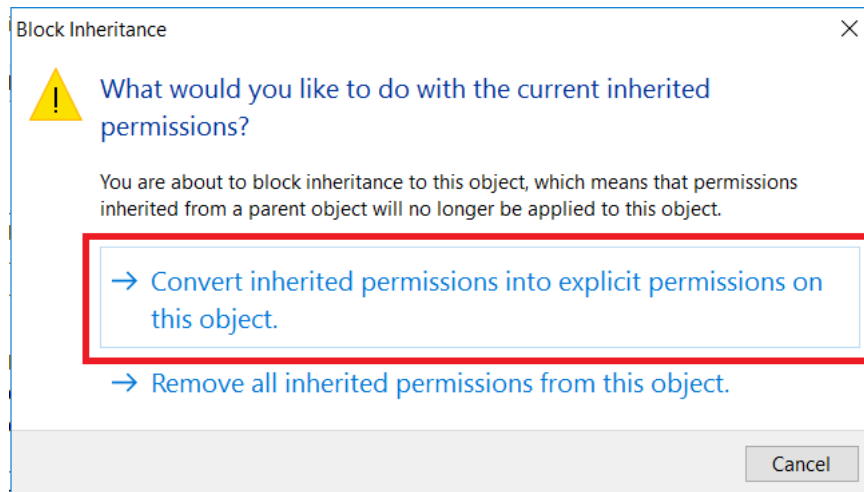 Block Inheritance
What would you like to do with the current inherited
permissions?
You are about to block inheritance to this object, which means that permissions
inherited from a parent object will no longer be applied to this object.
→ Convert inherited permissions into explicit permissions on
this object.
→ Remove all inherited permissions from this object.
Cancel